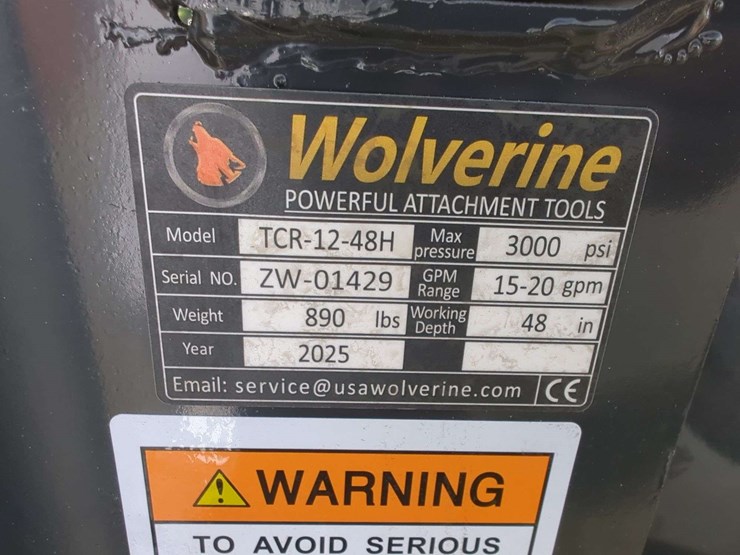 Wolverine
POWERFUL ATTACHMENT TOOLS
Model TCR-12-48H Max pressure 3000 psi
Serial NO. ZW-01429 GPM Range 15-20 gpm
Weight 890 lbs Working Depth 48 in
Year 2025
Email: service@usawolverine.com CE
WARNING
TO AVOID SERIOUS